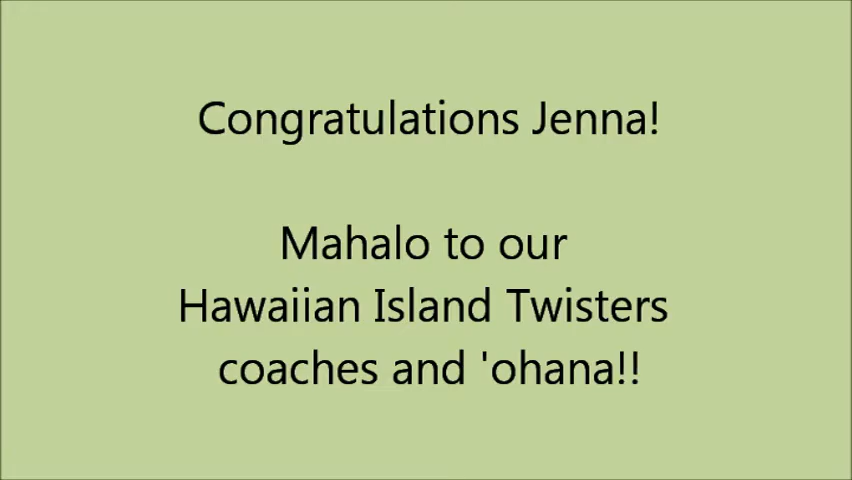 Congratulations Jenna!
Mahalo to our
Hawaiian Island Twisters
coaches and 'ohana!!